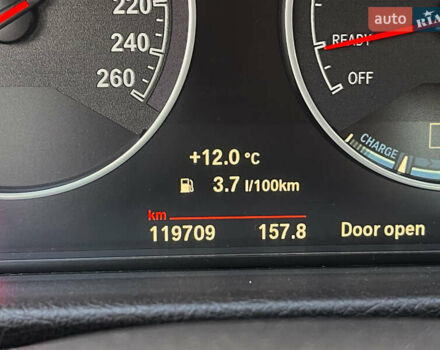 220
240
260
auto RIA
READY
OFF
CHARGE
+12.0 °C
3.7 l/100km
km
119709 157.8 Door open